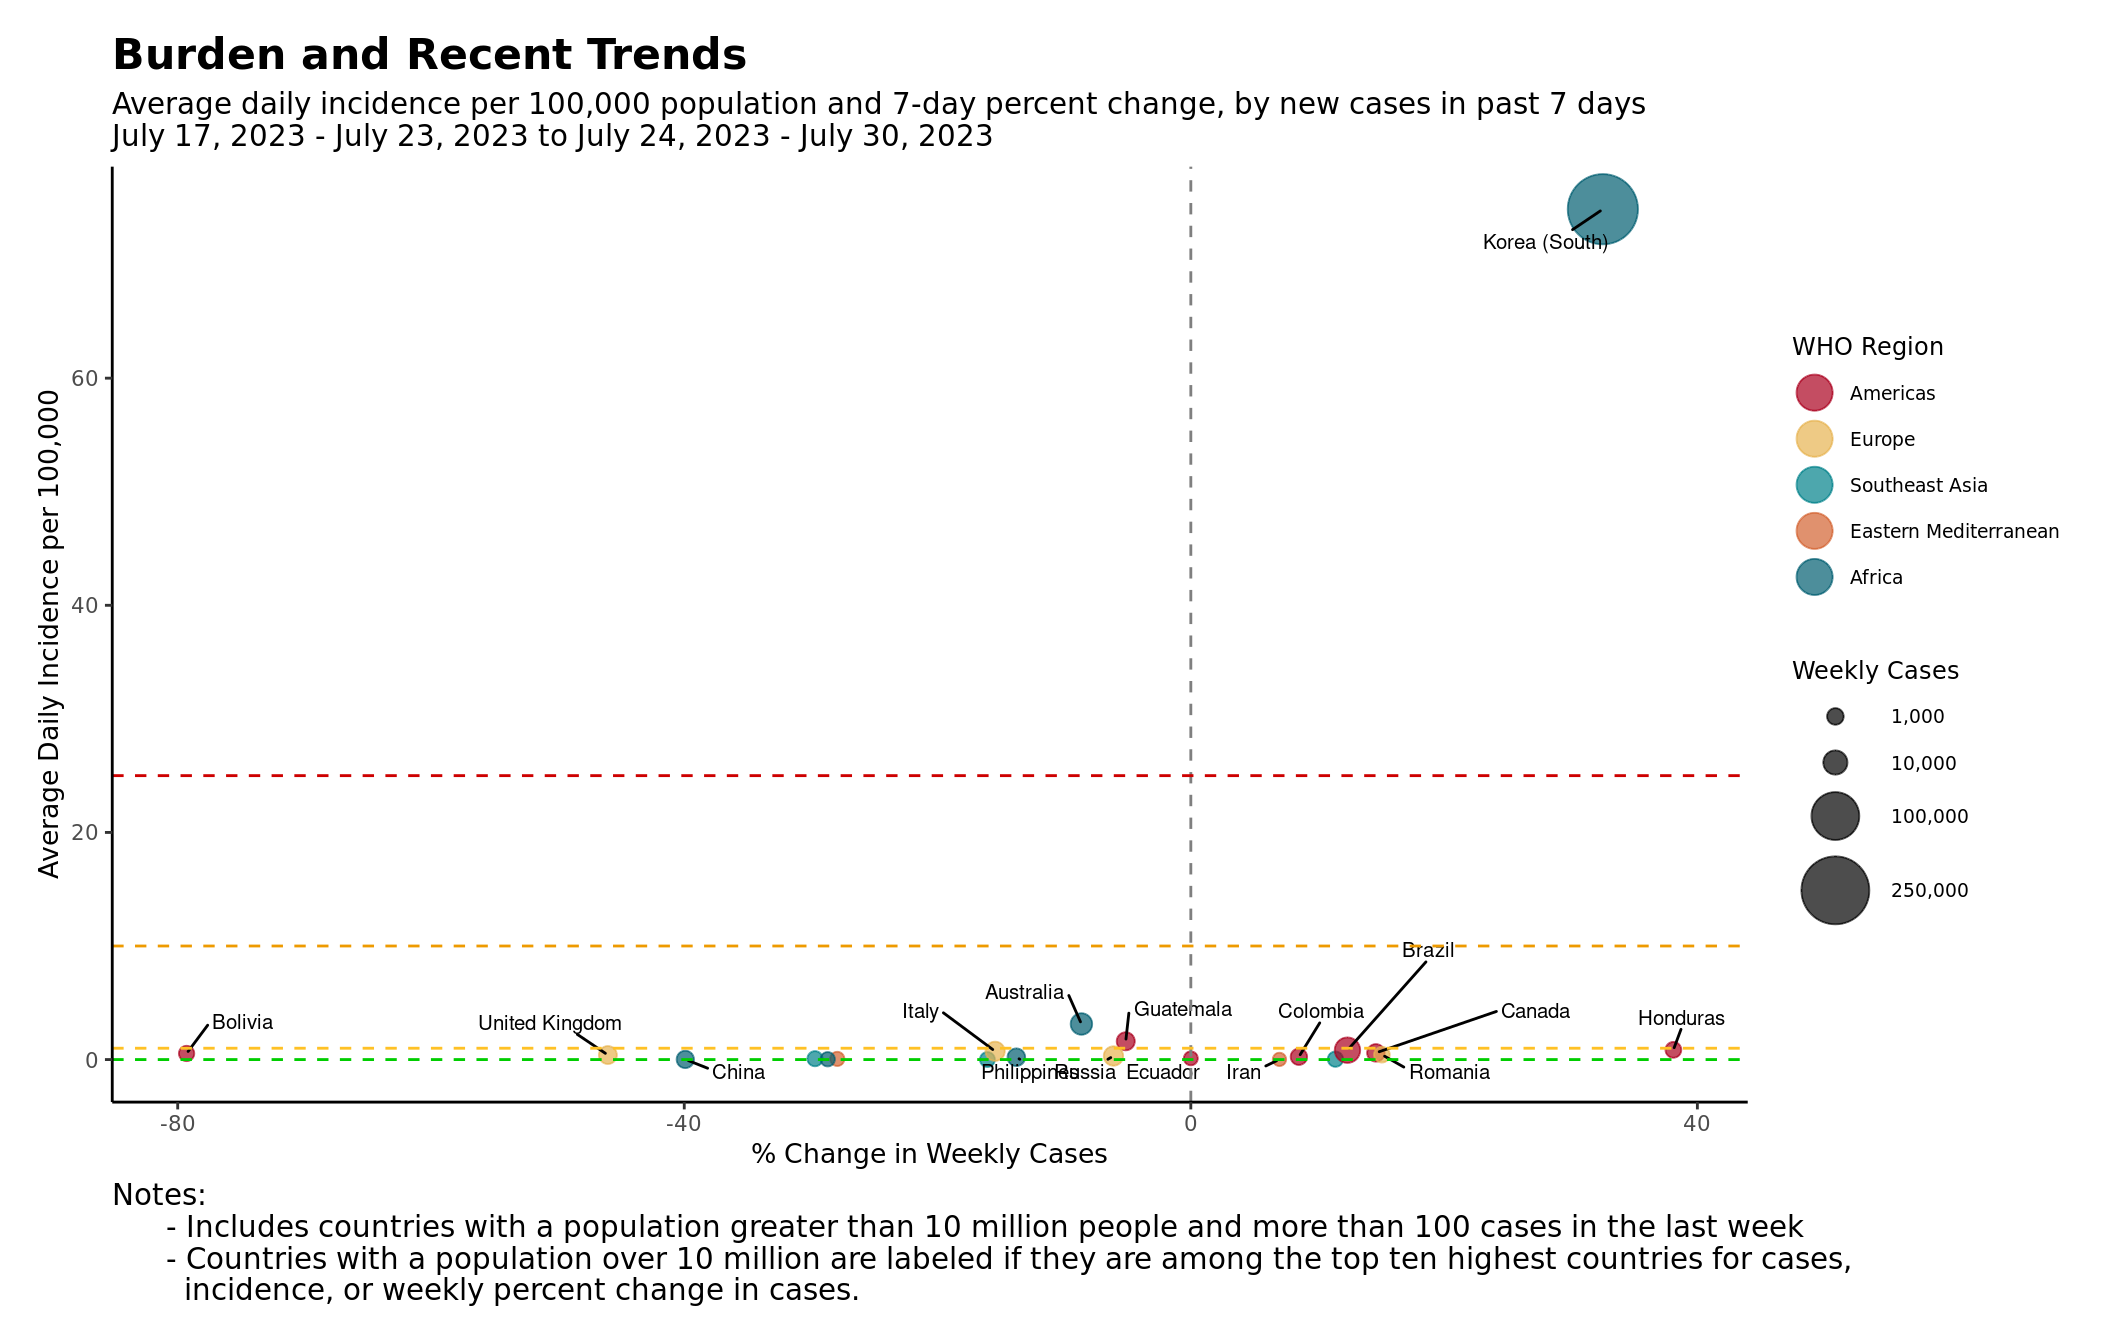 Burden and Recent Trends
Average daily incidence per 100,000 population and 7-day percent change, by new cases in past 7 days
July 17, 2023 - July 23, 2023 to July 24, 2023 - July 30, 2023
Average Daily Incidence per 100,000
60
40
20
0
Korea (South)
Brazil
Australia
Italy
Guatemala
Colombia
Canada
Honduras
Bolivia
United Kingdom
China
Philippines
Russia
Ecuador
Iran
Romania
-80
-40
0
40
% Change in Weekly Cases
WHO Region
Americas
Europe
Southeast Asia
Eastern Mediterranean
Africa
Weekly Cases
1,000
10,000
100,000
250,000
Notes:
- Includes countries with a population greater than 10 million people and more than 100 cases in the last week
- Countries with a population over 10 million are labeled if they are among the top ten highest countries for cases,
incidence, or weekly percent change in cases.